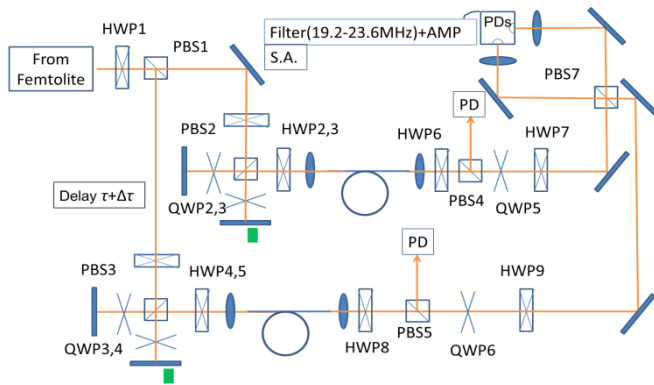 HWP1
PBS1
From
Femtolite
Filter(19.2-23.6MHz)+AMP
S.A.
PDs
PBS7
PD
PBS2
HWP2,3
HWP6
HWP7
QWP2,3
PBS4
QWP5
Delay τ+Δτ
PD
PBS3
HWP4,5
HWP9
QWP3,4
HWP8
PBS5
QWP6